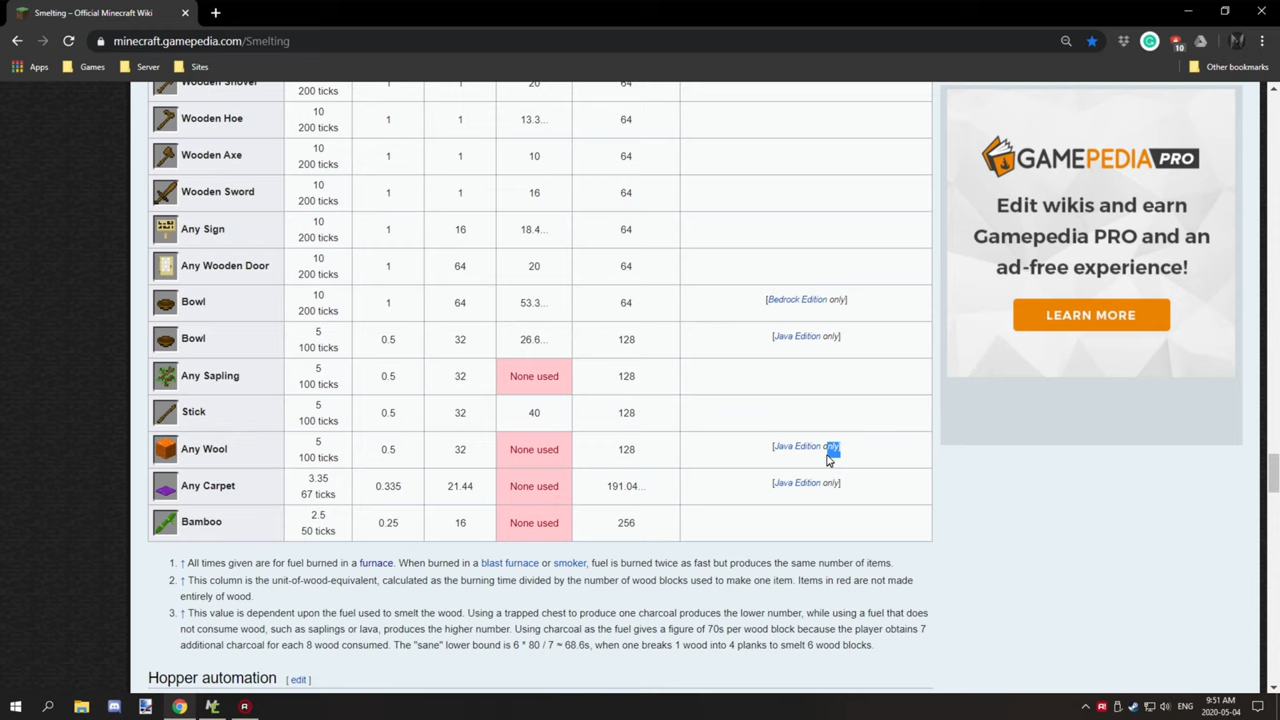 Smelting – Official Minecraft Wiki
minecraft.gamepedia.com/Smelting
10
Apps Games Server Sites Other bookmarks
Wooden Shovel 200 ticks 1 1 20 64
Wooden Hoe 10 200 ticks 1 1 13.3... 64
Wooden Axe 10 200 ticks 1 1 10 64
Wooden Sword 10 200 ticks 1 1 16 64
Any Sign 10 200 ticks 1 16 18.4... 64
Any Wooden Door 10 200 ticks 1 64 20 64
Bowl 10 200 ticks 1 64 53.3... 64 [Bedrock Edition only]
Bowl 5 100 ticks 0.5 32 26.6... 128 [Java Edition only]
Any Sapling 5 100 ticks 0.5 32 None used 128
Stick 5 100 ticks 0.5 32 40 128
Any Wool 5 100 ticks 0.5 32 None used 128 [Java Edition only]
Any Carpet 3.35 67 ticks 0.335 21.44 None used 191.04... [Java Edition only]
Bamboo 2.5 50 ticks 0.25 16 None used 256
1. ↑ All times given are for fuel burned in a furnace. When burned in a blast furnace or smoker, fuel is burned twice as fast but produces the same number of items.
2. ↑ This column is the unit-of-wood-equivalent, calculated as the burning time divided by the number of wood blocks used to make one item. Items in red are not made
entirely of wood.
3. ↑ This value is dependent upon the fuel used to smelt the wood. Using a trapped chest to produce one charcoal produces the lower number, while using a fuel that does
not consume wood, such as saplings or lava, produces the higher number. Using charcoal as the fuel gives a figure of 70s per wood block because the player obtains 7
additional charcoal for each 8 wood consumed. The "sane" lower bound is 6 * 80 / 7 ≈ 68.6s, when one breaks 1 wood into 4 planks to smelt 6 wood blocks.
Hopper automation [ edit ]
GAMEPEDIA PRO
Edit wikis and earn
Gamepedia PRO and an
ad-free experience!
LEARN MORE
ENG
9:51 AM
2020-05-04